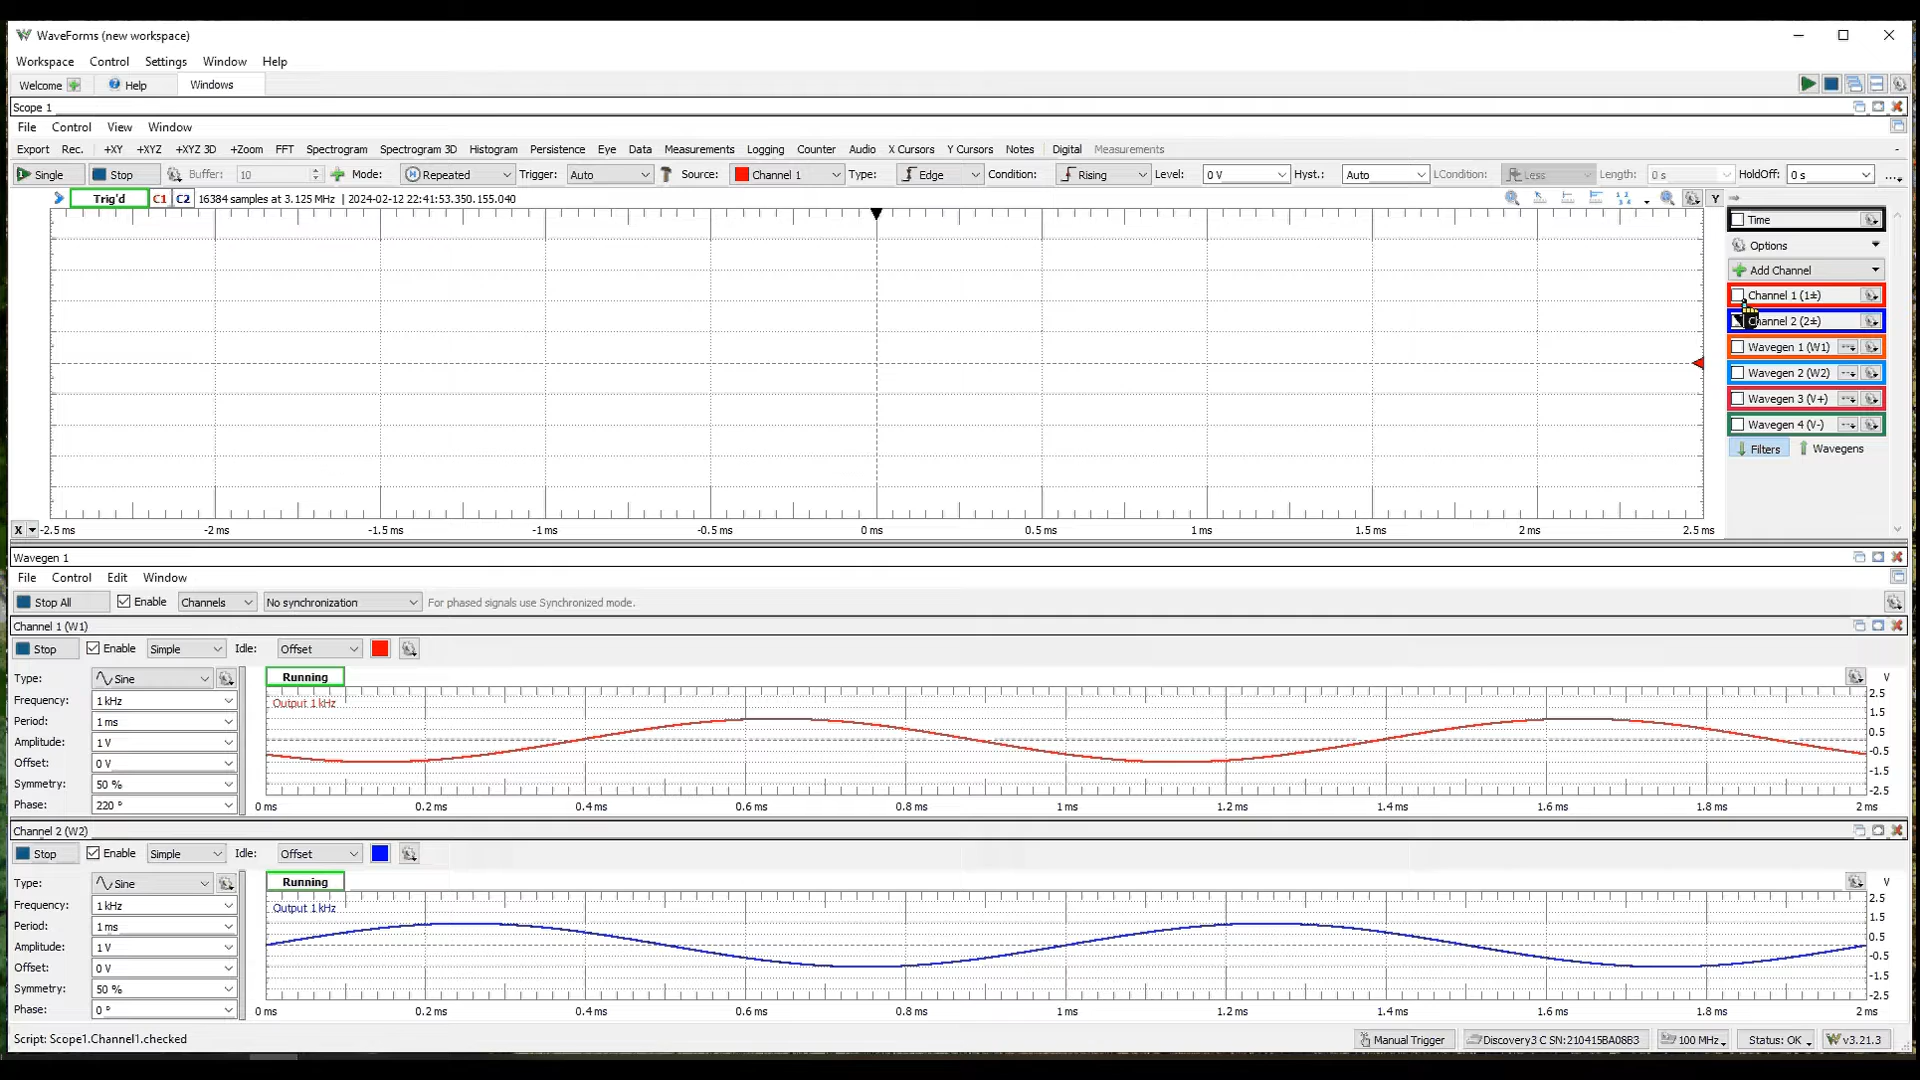 WaveForms (new workspace)
Workspace Control Settings Window Help
Welcome Help Windows
Scope 1
File Control View Window
Export Rec. +XY +XYZ +XYZ 3D +Zoom FFT Spectrogram Spectrogram 3D Histogram Persistence Eye Data Measurements Logging Counter Audio X Cursors Y Cursors Notes Digital Measurements
Single Stop Buffer: 10 Mode: Repeated Trigger: Auto Source: Channel 1 Type: Edge Condition: Rising Level: 0 V Hyst.: Auto LCondition: Less Length: 0 s HoldOff: 0 s ...
Trig'd C1 C2 16384 samples at 3.125 MHz | 2024-02-12 22:41:53.350.155.040 Y
Time
Options
Add Channel
Channel 1 (1±)
Channel 2 (2±)
Wavegen 1 (W1)
Wavegen 2 (W2)
Wavegen 3 (V+)
Wavegen 4 (V-)
Filters Wavegens
X -2.5 ms -2 ms -1.5 ms -1 ms -0.5 ms 0 ms 0.5 ms 1 ms 1.5 ms 2 ms 2.5 ms
Wavegen 1
File Control Edit Window
Stop All Enable Channels No synchronization For phased signals use Synchronized mode.
Channel 1 (W1)
Stop Enable Simple Idle: Offset
Type: Sine Running V
Frequency: 1 kHz Output 1 kHz 2.5
Period: 1 ms 1.5
Amplitude: 1 V 0.5
Offset: 0 V -0.5
Symmetry: 50 % -1.5
Phase: 220 ° -2.5
0 ms 0.2 ms 0.4 ms 0.6 ms 0.8 ms 1 ms 1.2 ms 1.4 ms 1.6 ms 1.8 ms 2 ms
Channel 2 (W2)
Stop Enable Simple Idle: Offset
Type: Sine Running V
Frequency: 1 kHz Output 1 kHz 2.5
Period: 1 ms 1.5
Amplitude: 1 V 0.5
Offset: 0 V -0.5
Symmetry: 50 % -1.5
Phase: 0 ° -2.5
0 ms 0.2 ms 0.4 ms 0.6 ms 0.8 ms 1 ms 1.2 ms 1.4 ms 1.6 ms 1.8 ms 2 ms
Script: Scope1.Channel1.checked Manual Trigger Discovery3 C SN:210415BA08B3 100 MHz Status: OK v3.21.3